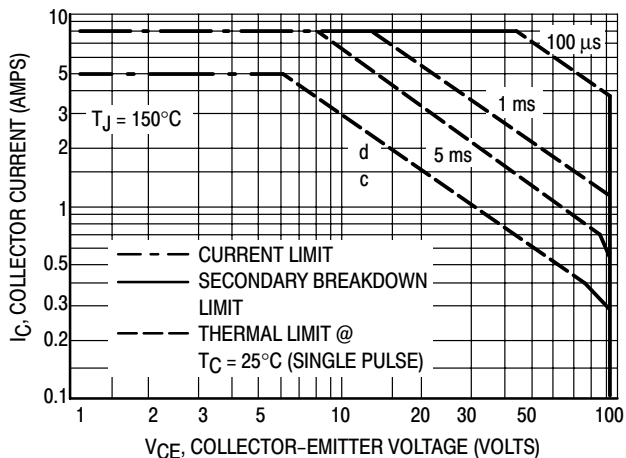 10
5
3
2
1
0.5
0.3
0.2
0.1
IC, COLLECTOR CURRENT (AMPS)
TJ = 150°C
100 µs
1 ms
5 ms
d
c
CURRENT LIMIT
SECONDARY BREAKDOWN
LIMIT
THERMAL LIMIT @
TC = 25°C (SINGLE PULSE)
1 2 3 5 10 20 30 50 100
VCE, COLLECTOR–EMITTER VOLTAGE (VOLTS)